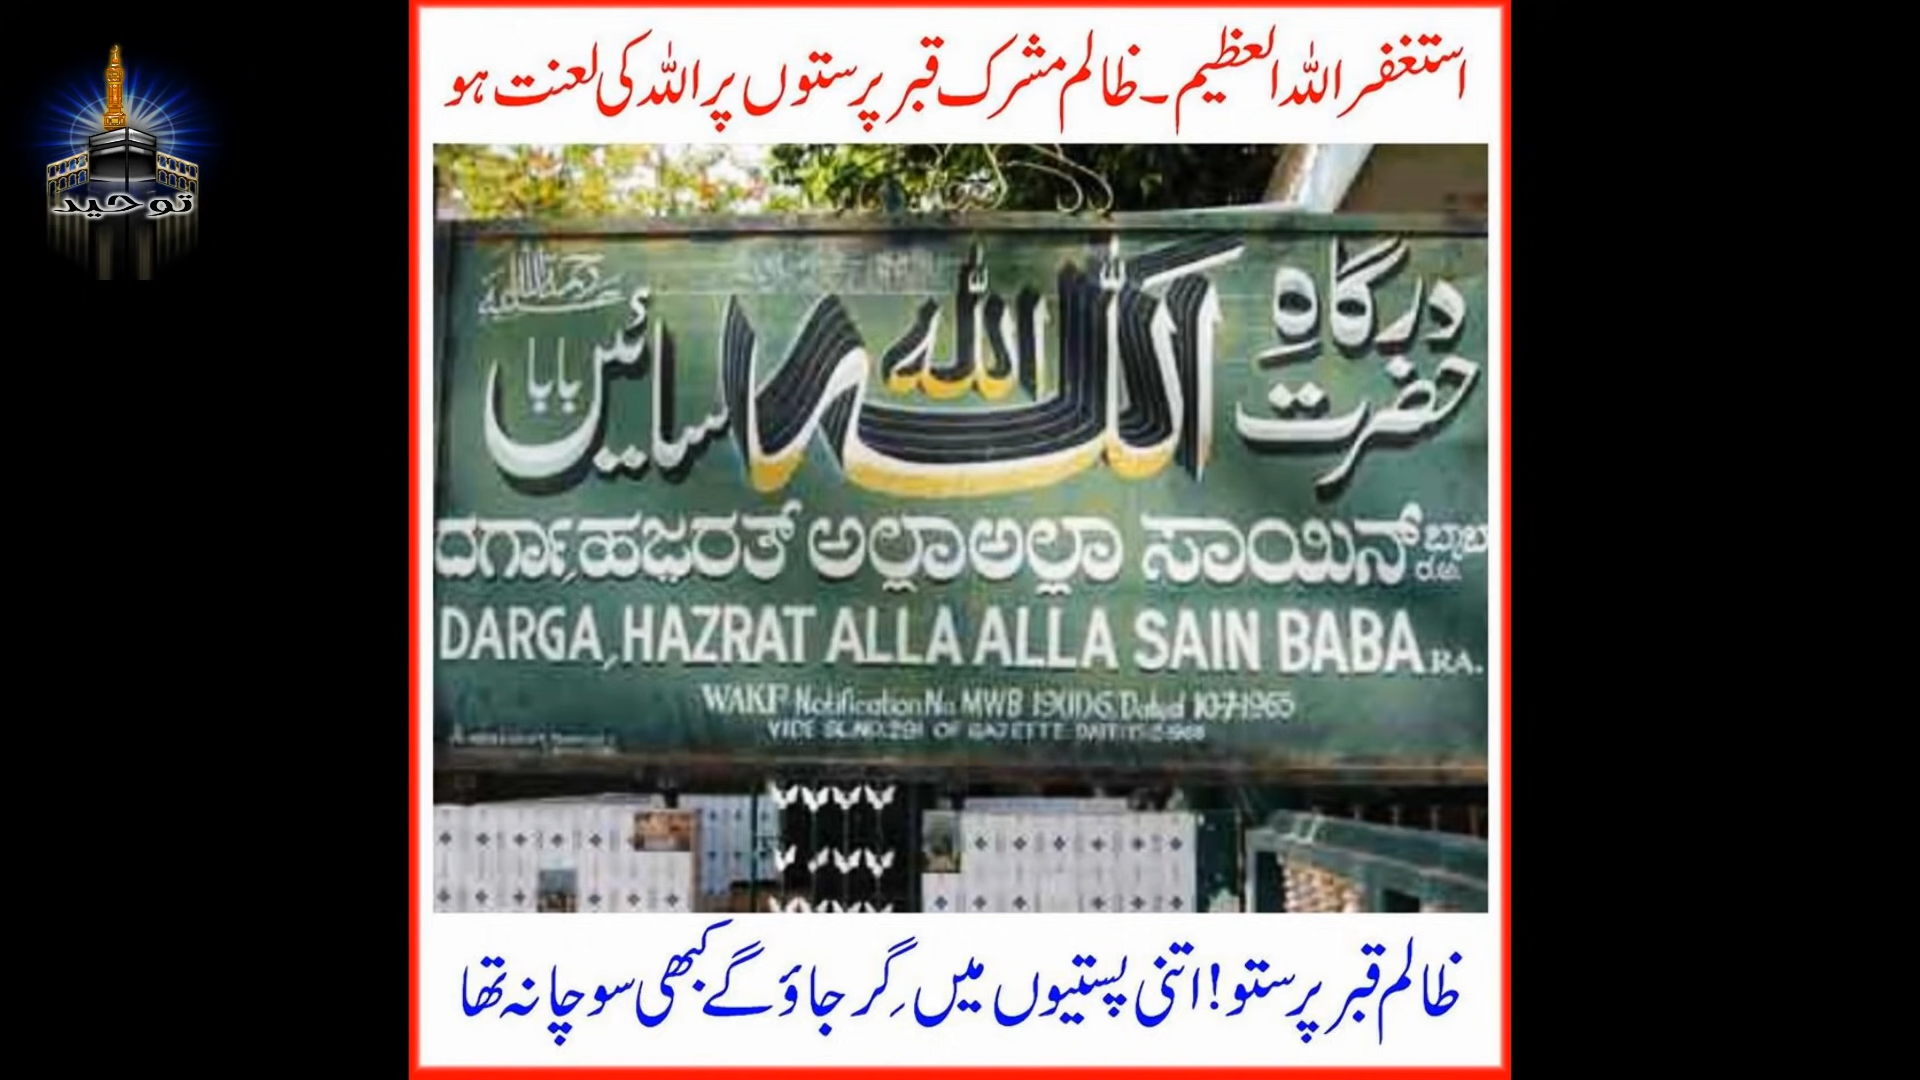 توحید
استغفر اللہ العظیم۔ ظالم مشرک قبر پرستوں پر اللہ کی لعنت ہو
درگاہِ
حضرت
اللہ اللہ
سائیں
بابا
ದರ್ಗಾ, ಹಜರತ್ ಅಲ್ಲಾ ಅಲ್ಲಾ ಸಾಯಿನ್
DARGA, HAZRAT ALLA ALLA SAIN BABA RA.
WAKF Notification No. MWB 19(11)6, Dated 10-7-1965
VIDE SL.NO.291 OF GAZETTE
ظالم قبر پرستو! اتنی پستیوں میں گِر جاؤ گے کبھی سوچا نہ تھا